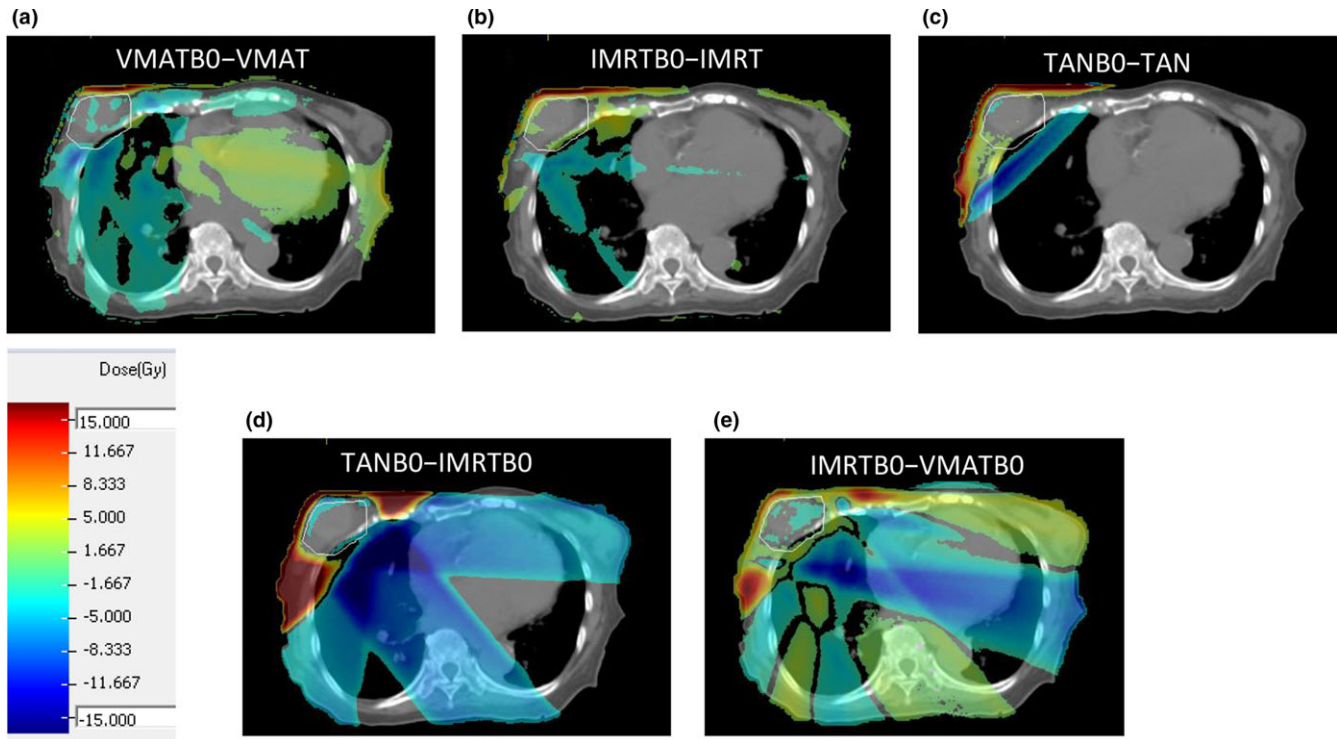 (a)
VMATB0–VMAT
(b)
IMRTB0–IMRT
(c)
TANB0–TAN
Dose(Gy)
15.000
11.667
8.333
5.000
1.667
-1.667
-5.000
-8.333
-11.667
-15.000
(d)
TANB0–IMRTB0
(e)
IMRTB0–VMATB0